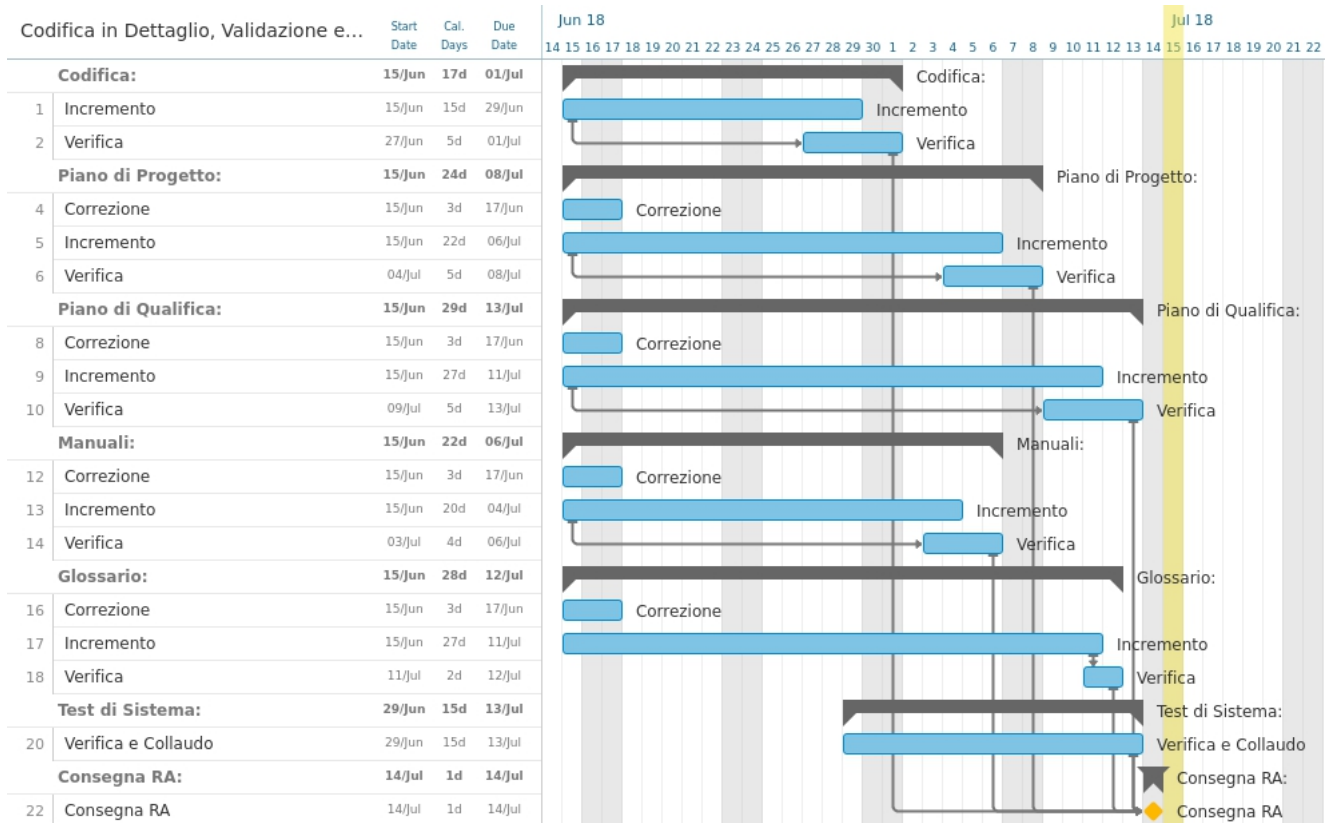 Codifica in Dettaglio, Validazione e... Start Date Cal. Days Due Date Jun 18 Jul 18
14 15 16 17 18 19 20 21 22 23 24 25 26 27 28 29 30 1 2 3 4 5 6 7 8 9 10 11 12 13 14 15 16 17 18 19 20 21 22
Codifica: 15/Jun 17d 01/Jul Codifica:
1 Incremento 15/Jun 15d 29/Jun Incremento
2 Verifica 27/Jun 5d 01/Jul Verifica
Piano di Progetto: 15/Jun 24d 08/Jul Piano di Progetto:
4 Correzione 15/Jun 3d 17/Jun Correzione
5 Incremento 15/Jun 22d 06/Jul Incremento
6 Verifica 04/Jul 5d 08/Jul Verifica
Piano di Qualifica: 15/Jun 29d 13/Jul Piano di Qualifica:
8 Correzione 15/Jun 3d 17/Jun Correzione
9 Incremento 15/Jun 27d 11/Jul Incremento
10 Verifica 09/Jul 5d 13/Jul Verifica
Manuali: 15/Jun 22d 06/Jul Manuali:
12 Correzione 15/Jun 3d 17/Jun Correzione
13 Incremento 15/Jun 20d 04/Jul Incremento
14 Verifica 03/Jul 4d 06/Jul Verifica
Glossario: 15/Jun 28d 12/Jul Glossario:
16 Correzione 15/Jun 3d 17/Jun Correzione
17 Incremento 15/Jun 27d 11/Jul Incremento
18 Verifica 11/Jul 2d 12/Jul Verifica
Test di Sistema: 29/Jun 15d 13/Jul Test di Sistema:
20 Verifica e Collaudo 29/Jun 15d 13/Jul Verifica e Collaudo
Consegna RA: 14/Jul 1d 14/Jul Consegna RA:
22 Consegna RA 14/Jul 1d 14/Jul Consegna RA